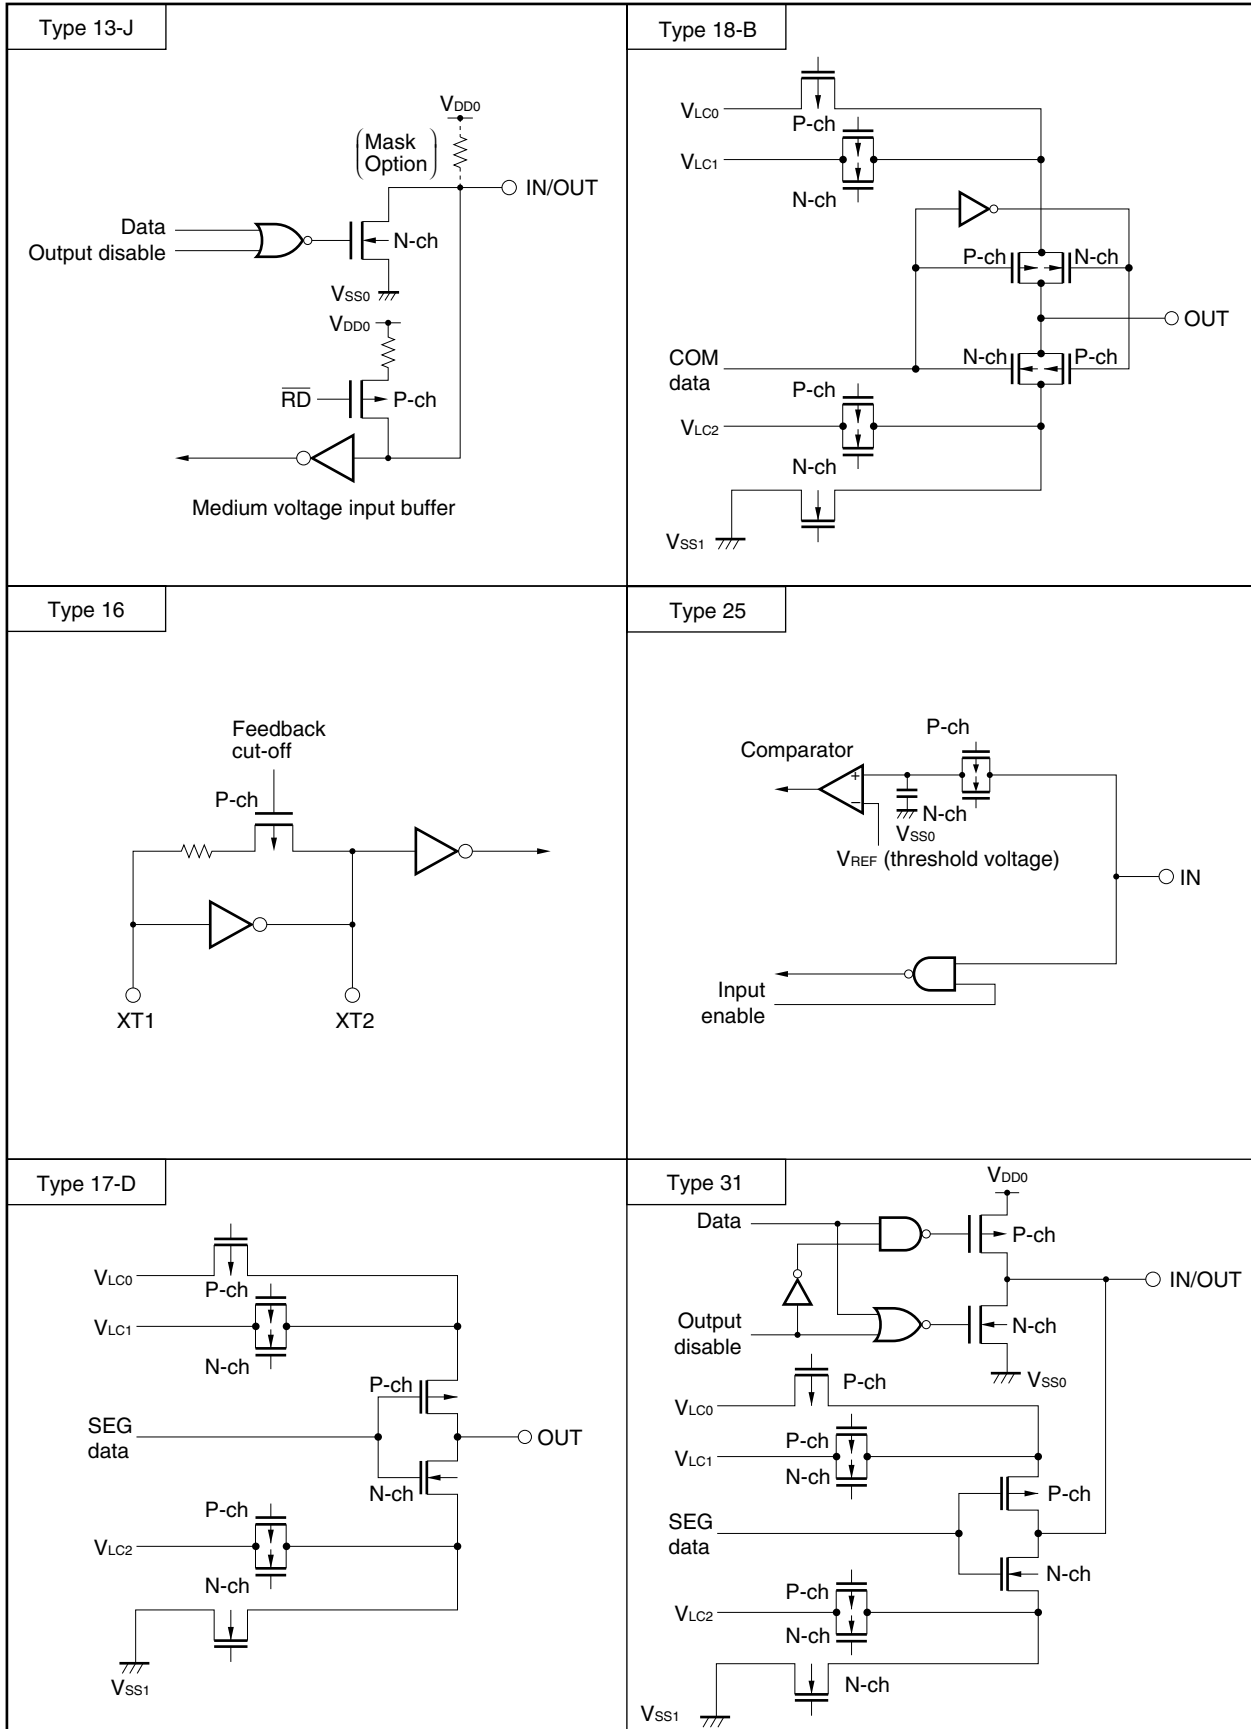 Type 13-J
VDD0
Mask
Option
IN/OUT
Data
Output disable
N-ch
VSS0
VDD0
RD
P-ch
Medium voltage input buffer
Type 18-B
VLC0
P-ch
VLC1
N-ch
P-ch
N-ch
OUT
COM
data
N-ch
P-ch
P-ch
VLC2
N-ch
VSS1
Type 16
Feedback
cut-off
P-ch
XT1
XT2
Type 25
P-ch
Comparator
+
−
N-ch
VSS0
VREF (threshold voltage)
IN
Input
enable
Type 17-D
VLC0
P-ch
VLC1
N-ch
P-ch
SEG
data
OUT
N-ch
P-ch
VLC2
N-ch
VSS1
Type 31
VDD0
Data
P-ch
IN/OUT
Output
disable
N-ch
VSS0
P-ch
VLC0
P-ch
VLC1
N-ch
P-ch
SEG
data
N-ch
P-ch
VLC2
N-ch
N-ch
VSS1